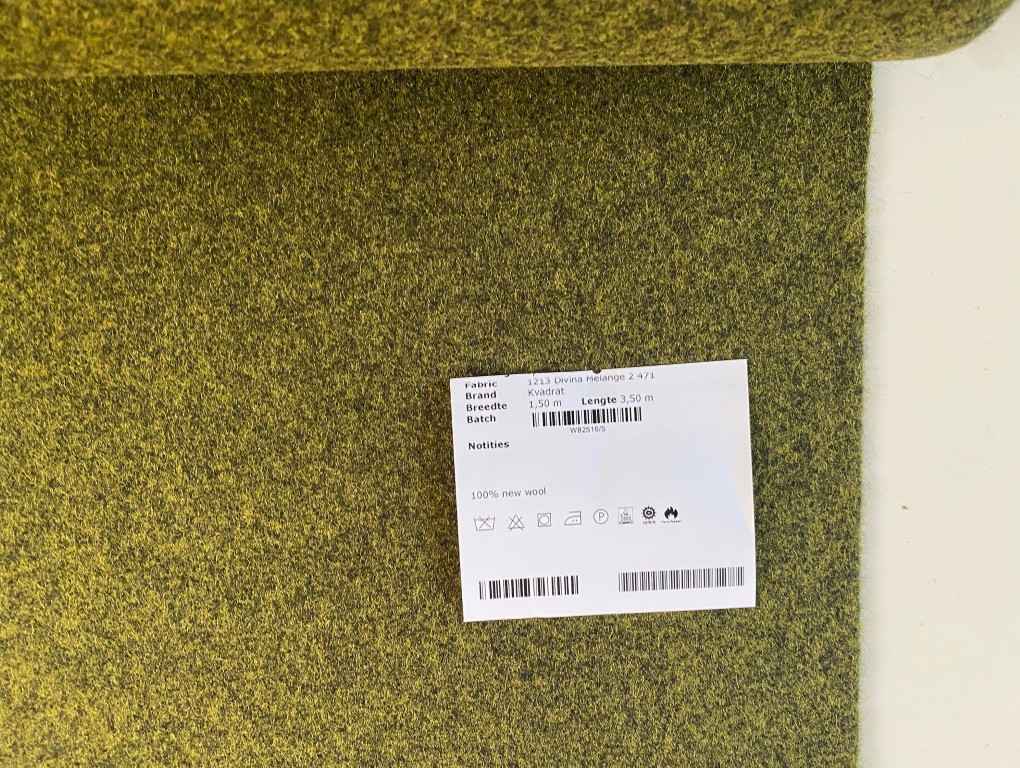 Fabric 1213 Divina Melange 2 471
Brand Kvadrat
Breedte 1,50 m Lengte 3,50 m
Batch
W82516/5
Notities
100% new wool
P